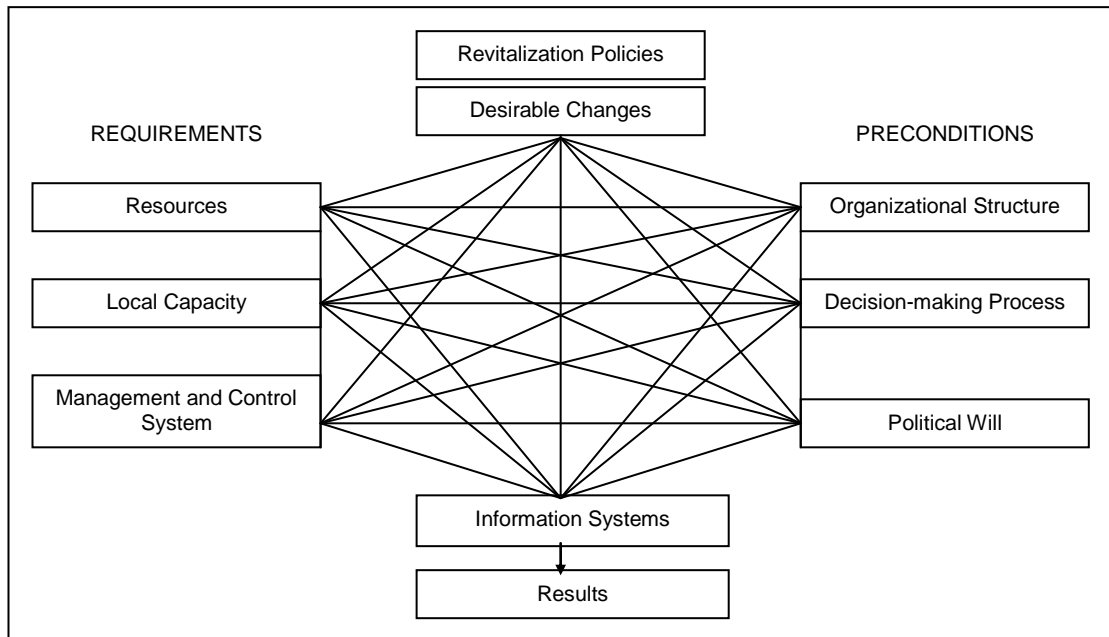 Revitalization Policies
Desirable Changes
REQUIREMENTS
PRECONDITIONS
Resources
Organizational Structure
Local Capacity
Decision-making Process
Management and Control
System
Political Will
Information Systems
Results